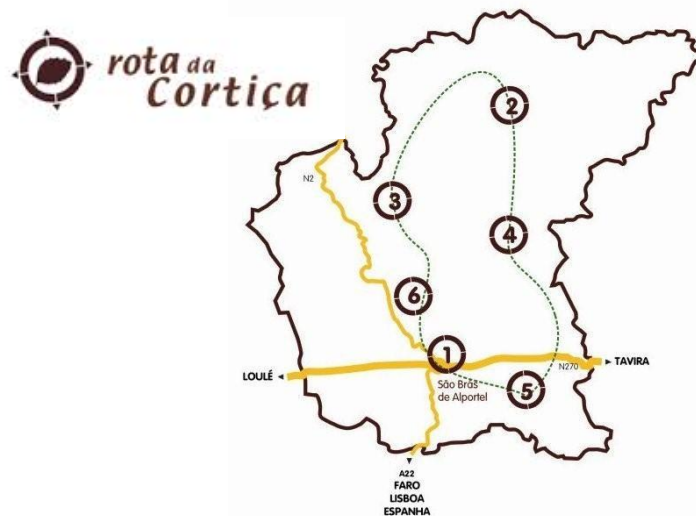 rota da
Cortiça
2
N2
3
4
6
1
TAVIRA
N270
LOULÉ
São Brás
de Alportel
5
A22
FARO
LISBOA
ESPANHA